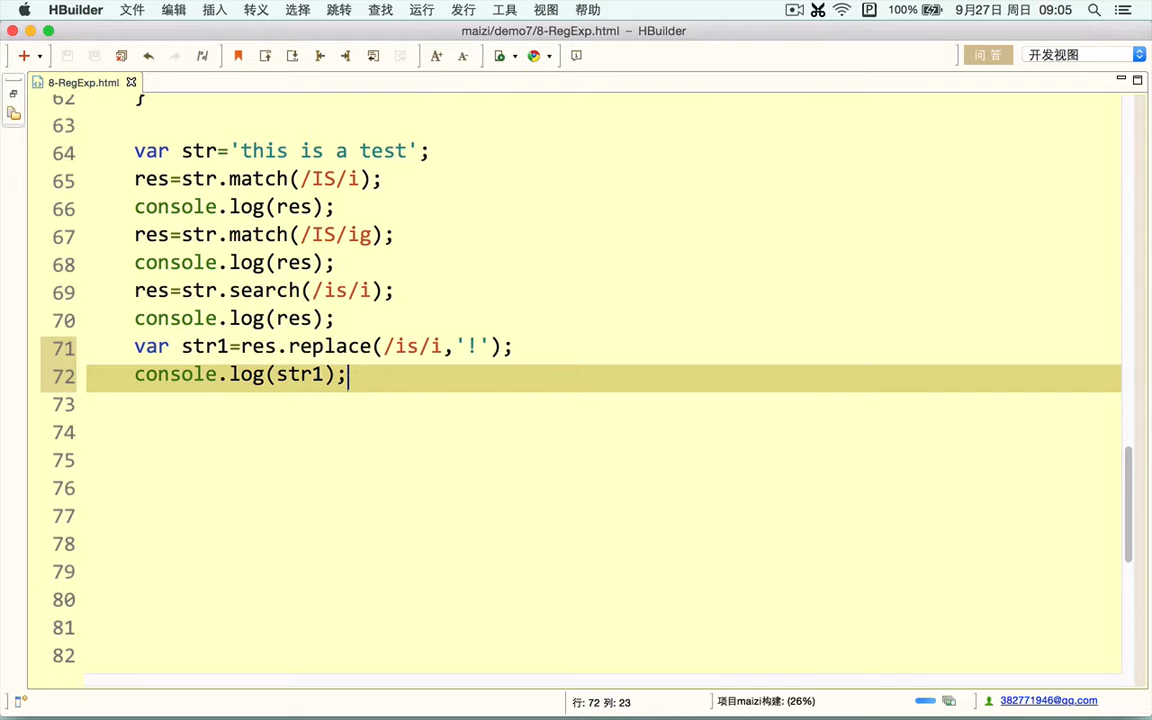 HBuilder 文件 编辑 插入 转义 选择 跳转 查找 运行 发行 工具 视图 帮助 100% 9月27日 周日 09:05
maizi/demo7/8-RegExp.html – HBuilder
问 答 开发视图
8-RegExp.html
62 }
63
64 var str='this is a test';
65 res=str.match(/IS/i);
66 console.log(res);
67 res=str.match(/IS/ig);
68 console.log(res);
69 res=str.search(/is/i);
70 console.log(res);
71 var str1=res.replace(/is/i,'!');
72 console.log(str1);
73
74
75
76
77
78
79
80
81
82
行: 72 列: 23 项目maizi构建: (26%) 382771946@qq.com